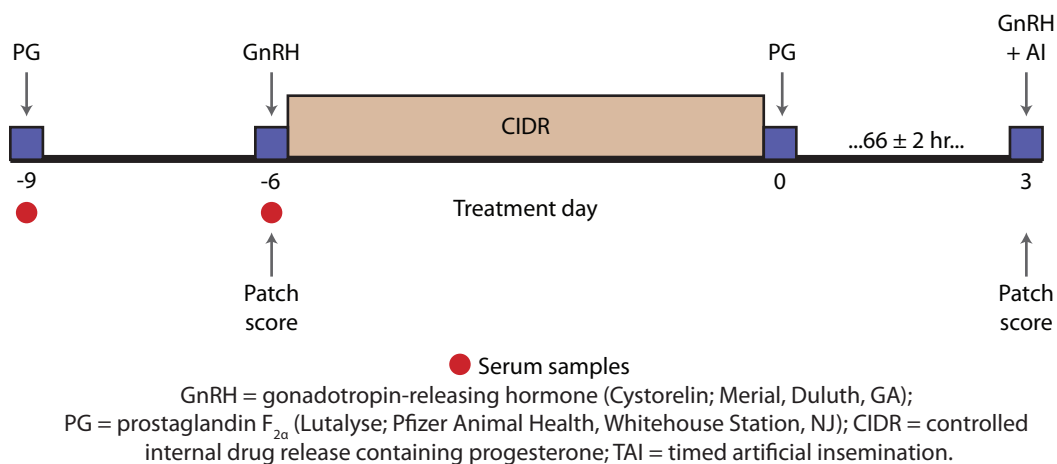 PG
GnRH
PG
GnRH
+ AI
CIDR
...66 ± 2 hr...
-9
-6
0
3
Treatment day
Patch
score
Patch
score
Serum samples
GnRH = gonadotropin-releasing hormone (Cystorelin; Merial, Duluth, GA);
PG = prostaglandin F2α (Lutalyse; Pfizer Animal Health, Whitehouse Station, NJ); CIDR = controlled
internal drug release containing progesterone; TAI = timed artificial insemination.